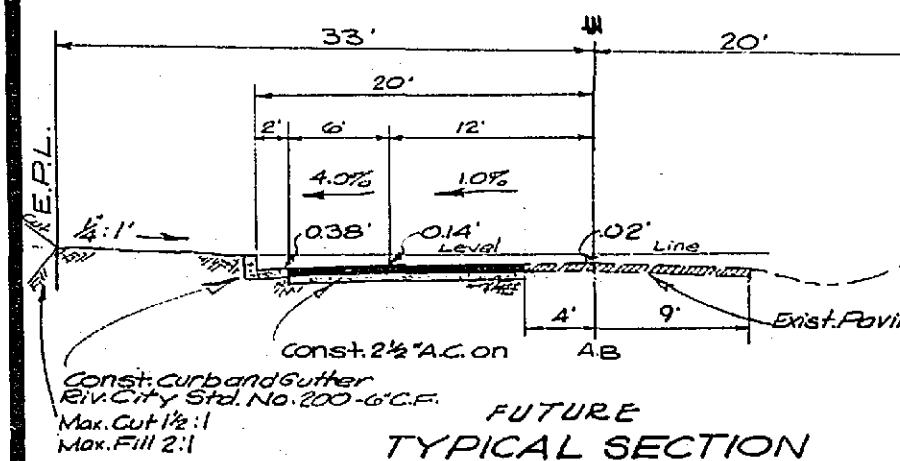 33'
20'
20'
2'
6'
12'
E.P.L.
4.0%
1.0%
1/4":1'
0.38'
0.14'
.02'
Level
Line
4'
9'
Exist. Pavi
Const. 2½" A.C. on
A.B
Const. Curb and Gutter
Riv. City Std. No. 200-6" C.F.
Max. Cut 1½:1
Max. Fill 2:1
FUTURE
TYPICAL SECTION